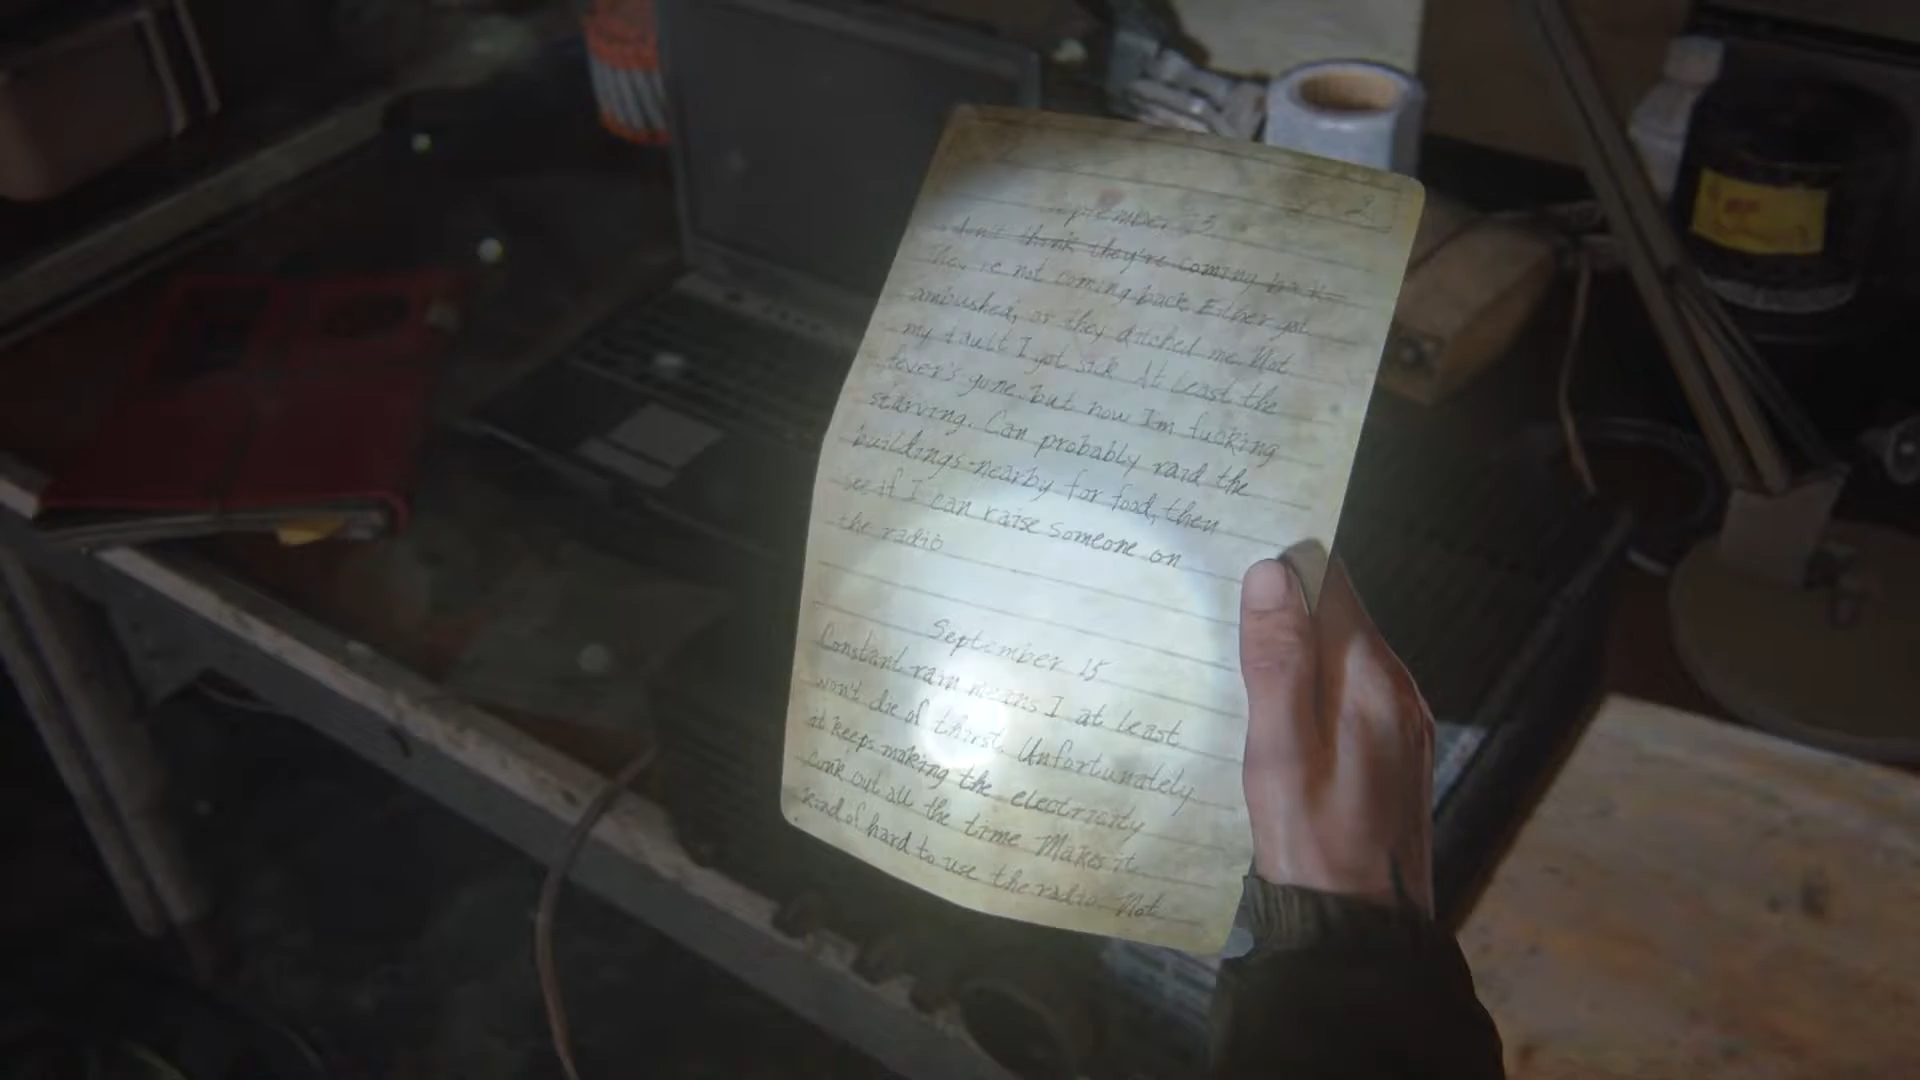 2
I don't think they're coming back.
They're not coming back. Either got
ambushed, or they ditched me. Not
my fault I got sick. At least the
fever's gone, but now I'm fucking
starving. Can probably raid the
buildings nearby for food, then
see if I can raise someone on
the radio
September 15
Constant rain means I at least
won't die of thirst. Unfortunately
it keeps making the electricity
conk out all the time. Makes it
kind of hard to use the radio. Not